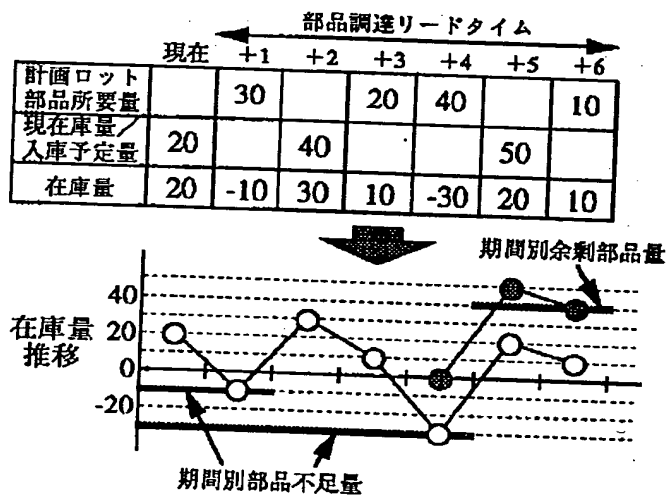 部品調達リードタイム
現在 +1 +2 +3 +4 +5 +6
計画ロット
部品所要量 30 20 40 10
現在庫量／
入庫予定量 20 40 50
在庫量 20 -10 30 10 -30 20 10
期間別余剰部品量
在庫量
推移
40
20
0
-20
期間別部品不足量